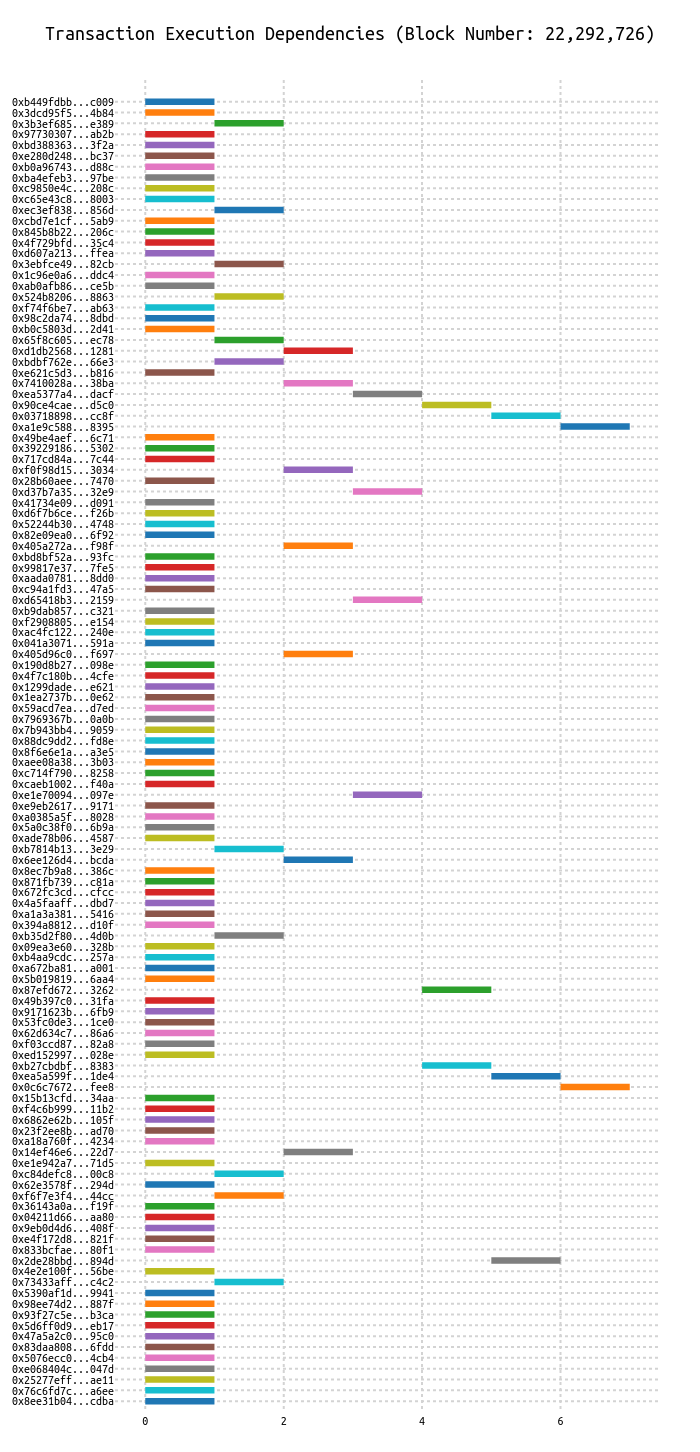 Transaction Execution Dependencies (Block Number: 22,292,726)
0xb449fdbb...c009
0x3dcd95f5...4b84
0x3b3ef685...e389
0x97730307...ab2b
0xbd388363...3f2a
0xe280d248...bc37
0xb0a96743...d88c
0xba4efeb3...97be
0xc9850e4c...208c
0xc65e43c8...8003
0xec3ef838...856d
0xcbd7e1cf...5ab9
0x845b8b22...206c
0x4f729bfd...35c4
0xd607a213...ffea
0x3ebfce49...82cb
0x1c96e0a6...ddc4
0xab0afb86...ce5b
0x524b8206...8863
0xf74f6be7...ab63
0x98c2da74...8dbd
0xb0c5803d...2d41
0x65f8c605...ec78
0xd1db2568...1281
0xbdbf762e...66e3
0xe621c5d3...b816
0x7410028a...38ba
0xea5377a4...dacf
0x90ce4cae...d5c0
0x03718898...cc8f
0xa1e9c588...8395
0x49be4aef...6c71
0x39229186...5302
0x717cd84a...7c44
0xf0f98d15...3034
0x28b60aee...7470
0xd37b7a35...32e9
0x41734e09...d091
0xd6f7b6ce...f26b
0x52244b30...4748
0x82e09ea0...6f92
0x405a272a...f98f
0xbd8bf52a...93fc
0x99817e37...7fe5
0xaada0781...8dd0
0xc94a1fd3...47a5
0xd65418b3...2159
0xb9dab857...c321
0xf2908805...e154
0xac4fc122...240e
0x041a3071...591a
0x405d96c0...f697
0x190d8b27...098e
0x4f7c180b...4cfe
0x1299dade...e621
0x1ea2737b...0e62
0x59acd7ea...d7ed
0x7969367b...0a0b
0x7b943bb4...9059
0x88dc9dd2...fd8e
0x8f6e6e1a...a3e5
0xaee08a38...3b03
0xc714f790...8258
0xcaeb1002...f40a
0xe1e70094...097e
0xe9eb2617...9171
0xa0385a5f...8028
0x5a0c38f0...6b9a
0xade78b06...4587
0xb7814b13...3e29
0x6ee126d4...bcda
0x8ec7b9a8...386c
0x871fb739...c81a
0x672fc3cd...cfcc
0x4a5faaff...dbd7
0xa1a3a381...5416
0x394a8812...d10f
0xb35d2f80...4d0b
0x09ea3e60...328b
0xb4aa9cdc...257a
0xa672ba81...a001
0x5b019819...6aa4
0x87efd672...3262
0x49b397c0...31fa
0x9171623b...6fb9
0x53fc0de3...1ce0
0x62d634c7...86a6
0xf03ccd87...82a8
0xed152997...028e
0xb27cbdbf...8383
0xea5a599f...1de4
0x0c6c7672...fee8
0x15b13cfd...34aa
0xf4c6b999...11b2
0x6862e62b...105f
0x23f2ee8b...ad70
0xa18a760f...4234
0x14ef46e6...22d7
0xe1e942a7...71d5
0xc84defc8...00c8
0x62e3578f...294d
0xf6f7e3f4...44cc
0x36143a0a...f19f
0x04211d66...aa80
0x9eb0d4d6...408f
0xe4f172d8...821f
0x833bcfae...80f1
0x2de28bbd...894d
0x4e2e100f...56be
0x73433aff...c4c2
0x5390af1d...9941
0x98ee74d2...887f
0x93f27c5e...b3ca
0x5d6ff0d9...eb17
0x47a5a2c0...95c0
0x83daa808...6fdd
0x5076ecc0...4cb4
0xe068404c...047d
0x25277eff...ae11
0x76c6fd7c...a6ee
0x8ee31b04...cdba
0 2 4 6